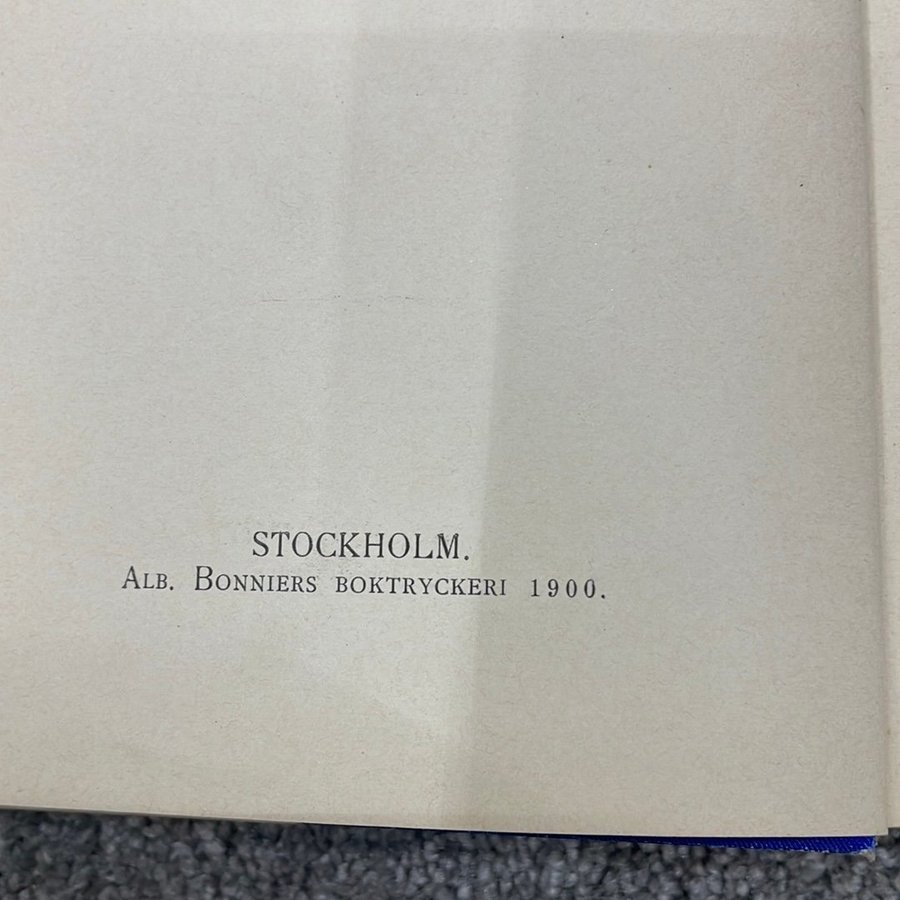 STOCKHOLM.
ALB. BONNIERS BOKTRYCKERI 1900.